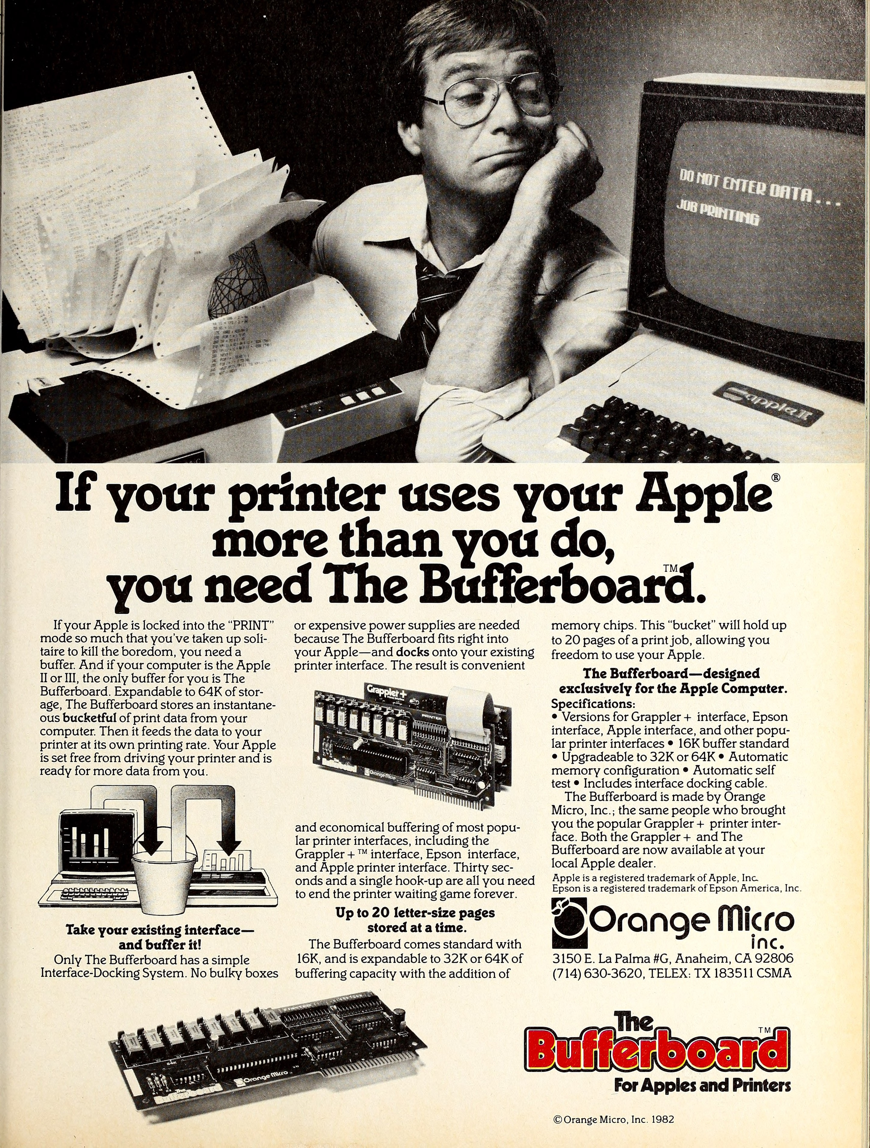 DO NOT ENTER DATA...
JOB PRINTING
apple II
If your printer uses your Apple®
more than you do,
you need The Bufferboard.™
If your Apple is locked into the “PRINT”
mode so much that you’ve taken up soli-
taire to kill the boredom, you need a
buffer. And if your computer is the Apple
II or III, the only buffer for you is The
Bufferboard. Expandable to 64K of stor-
age, The Bufferboard stores an instantane-
ous bucketful of print data from your
computer. Then it feeds the data to your
printer at its own printing rate. Your Apple
is set free from driving your printer and is
ready for more data from you.
Take your existing interface—
and buffer it!
Only The Bufferboard has a simple
Interface-Docking System. No bulky boxes
or expensive power supplies are needed
because The Bufferboard fits right into
your Apple—and docks onto your existing
printer interface. The result is convenient
Grappler +
Orange Micro
and economical buffering of most popu-
lar printer interfaces, including the
Grappler +™ interface, Epson interface,
and Apple printer interface. Thirty sec-
onds and a single hook-up are all you need
to end the printer waiting game forever.
Up to 20 letter-size pages
stored at a time.
The Bufferboard comes standard with
16K, and is expandable to 32K or 64K of
buffering capacity with the addition of
memory chips. This “bucket” will hold up
to 20 pages of a print job, allowing you
freedom to use your Apple.
The Bufferboard—designed
exclusively for the Apple Computer.
Specifications:
• Versions for Grappler + interface, Epson
interface, Apple interface, and other popu-
lar printer interfaces • 16K buffer standard
• Upgradeable to 32K or 64K • Automatic
memory configuration • Automatic self
test • Includes interface docking cable.
The Bufferboard is made by Orange
Micro, Inc.; the same people who brought
you the popular Grappler + printer inter-
face. Both the Grappler + and The
Bufferboard are now available at your
local Apple dealer.
Apple is a registered trademark of Apple, Inc.
Epson is a registered trademark of Epson America, Inc.
Orange Micro
inc.
3150 E. La Palma #G, Anaheim, CA 92806
(714) 630-3620, TELEX: TX 183511 CSMA
Orange Micro
The
Bufferboard™
For Apples and Printers
© Orange Micro, Inc. 1982